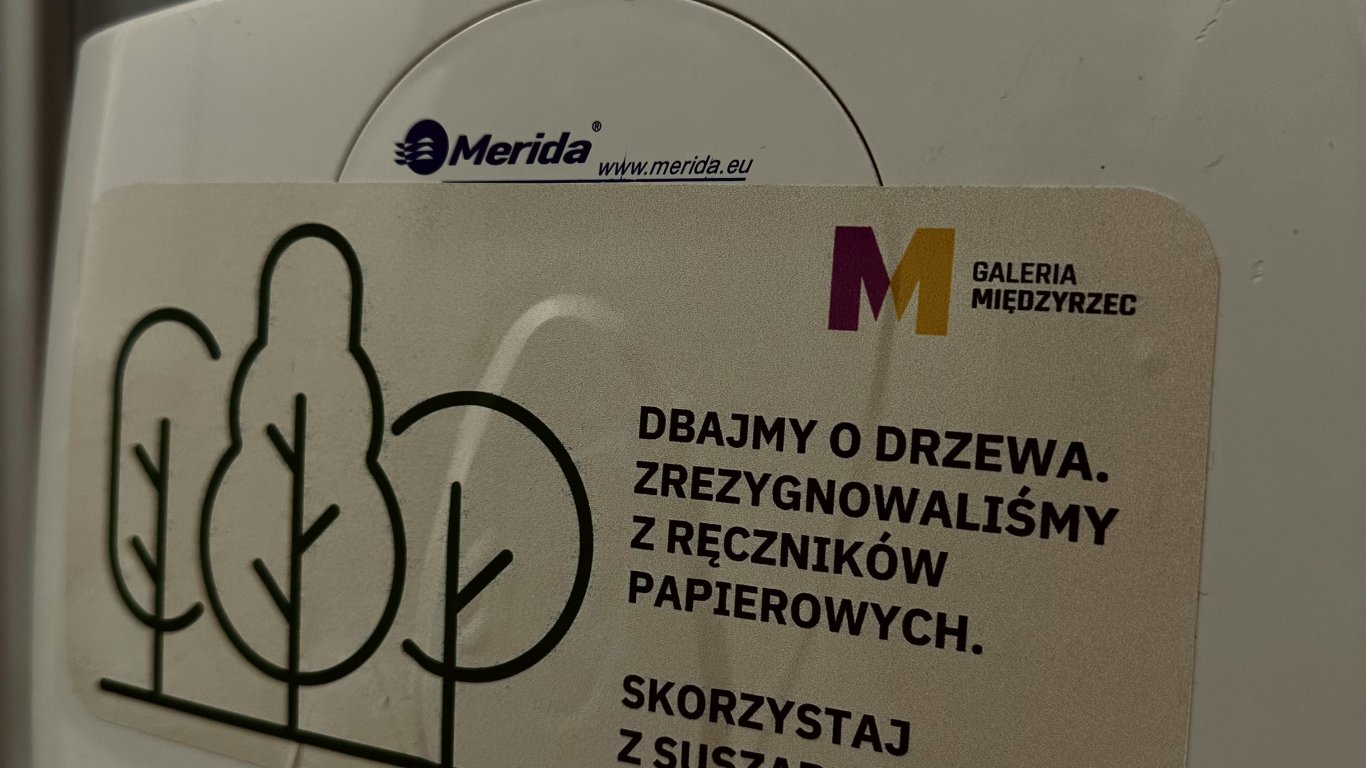 Merida®
www.merida.eu
GALERIA
MIĘDZYRZEC
DBAJMY O DRZEWA.
ZREZYGNOWALIŚMY
Z RĘCZNIKÓW
PAPIEROWYCH.
SKORZYSTAJ
Z